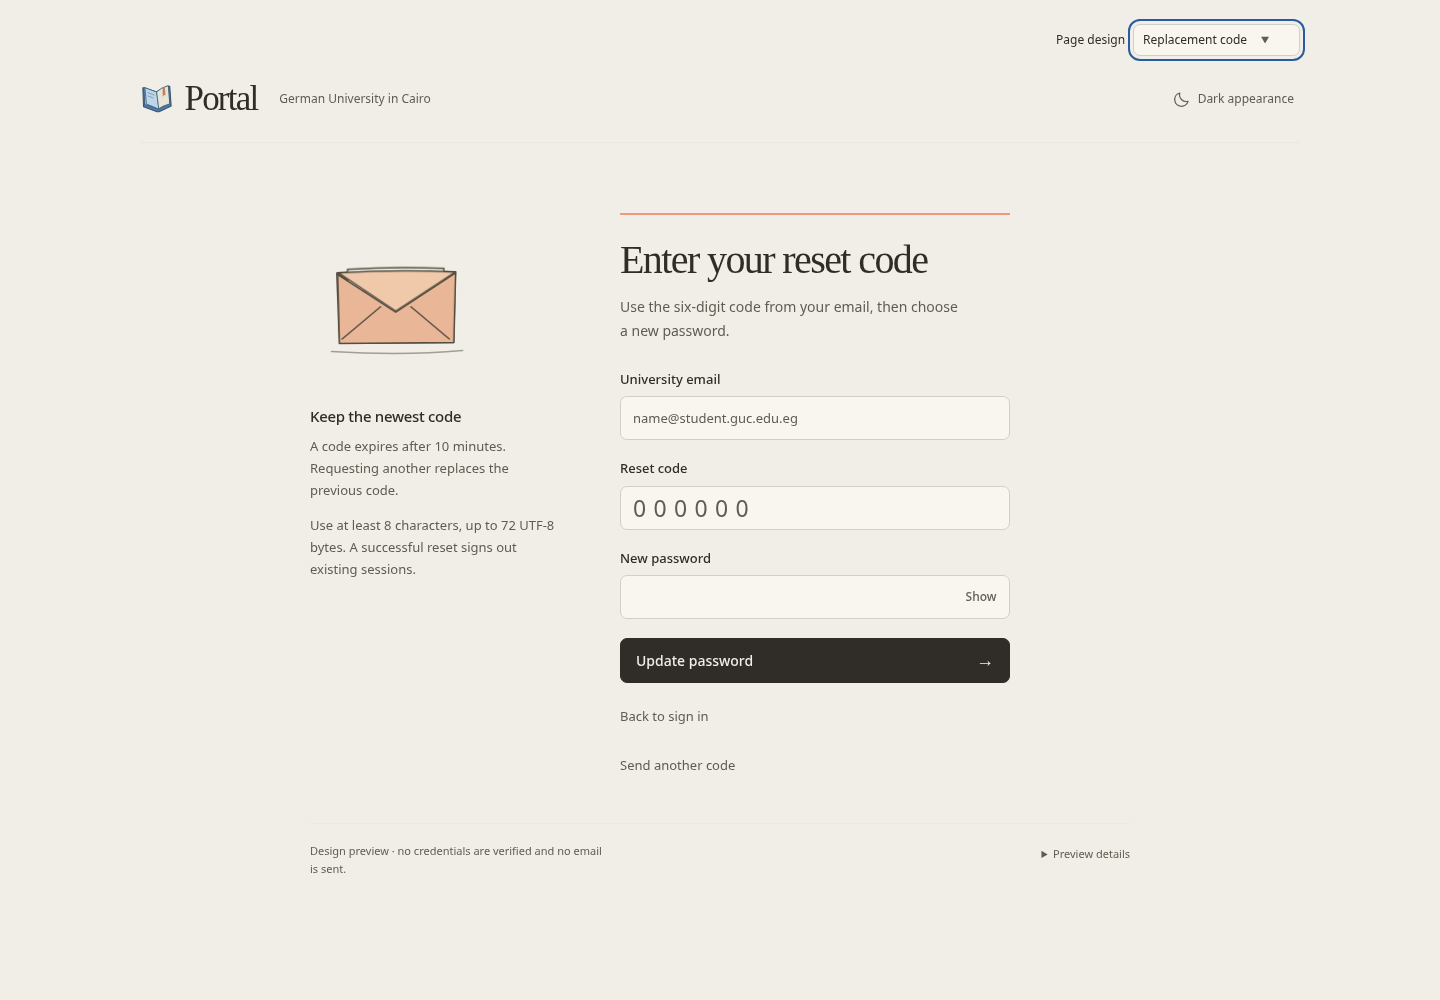 Page design
Replacement code
Portal
German University in Cairo
Dark appearance
Keep the newest code
A code expires after 10 minutes.
Requesting another replaces the
previous code.
Use at least 8 characters, up to 72 UTF-8
bytes. A successful reset signs out
existing sessions.
Enter your reset code
Use the six-digit code from your email, then choose
a new password.
University email
name@student.guc.edu.eg
Reset code
000000
New password
Show
Update password →
Back to sign in
Send another code
Design preview · no credentials are verified and no email
is sent.
Preview details